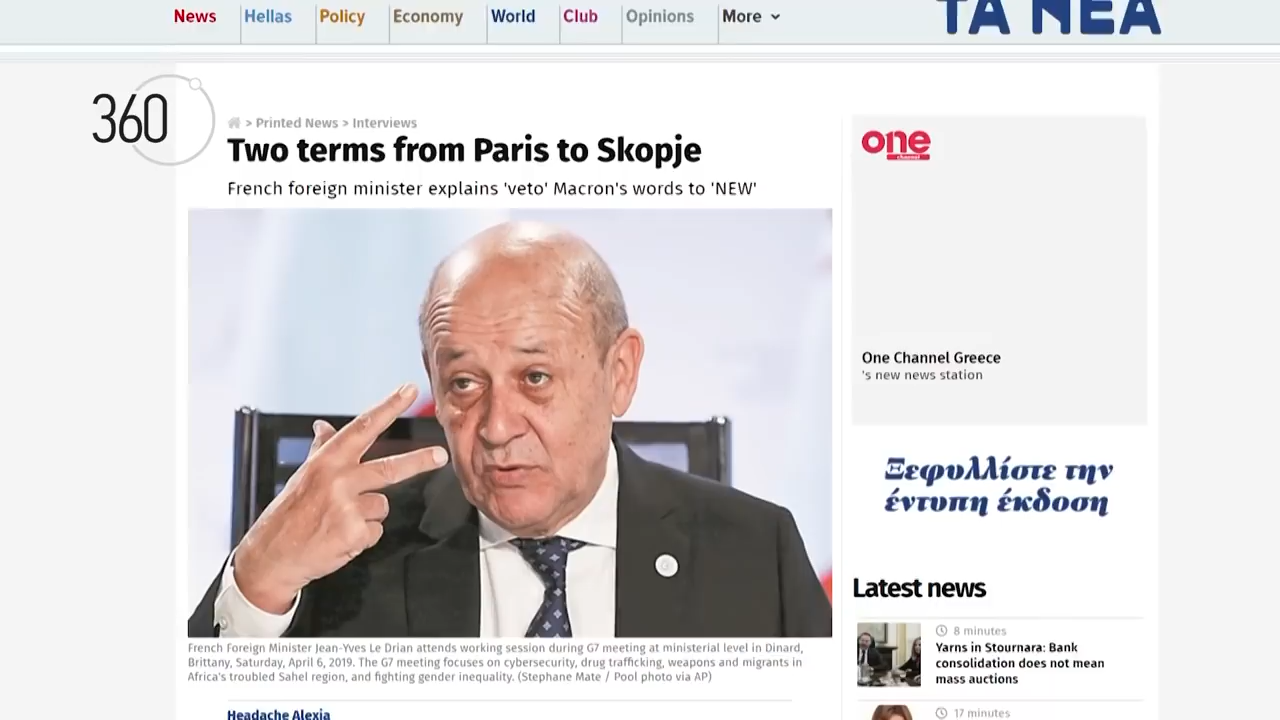 News Hellas Policy Economy World Club Opinions More
ΤΑ ΝΕΑ
360
> Printed News > Interviews
Two terms from Paris to Skopje
French foreign minister explains 'veto' Macron's words to 'NEW'
one
channel
One Channel Greece
's new news station
Ξεφυλλίστε την
έντυπη έκδοση
Latest news
8 minutes
Yarns in Stournara: Bank
consolidation does not mean
mass auctions
17 minutes
French Foreign Minister Jean-Yves Le Drian attends working session during G7 meeting at ministerial level in Dinard,
Brittany, Saturday, April 6, 2019. The G7 meeting focuses on cybersecurity, drug trafficking, weapons and migrants in
Africa's troubled Sahel region, and fighting gender inequality. (Stephane Mate / Pool photo via AP)
Headache Alexia